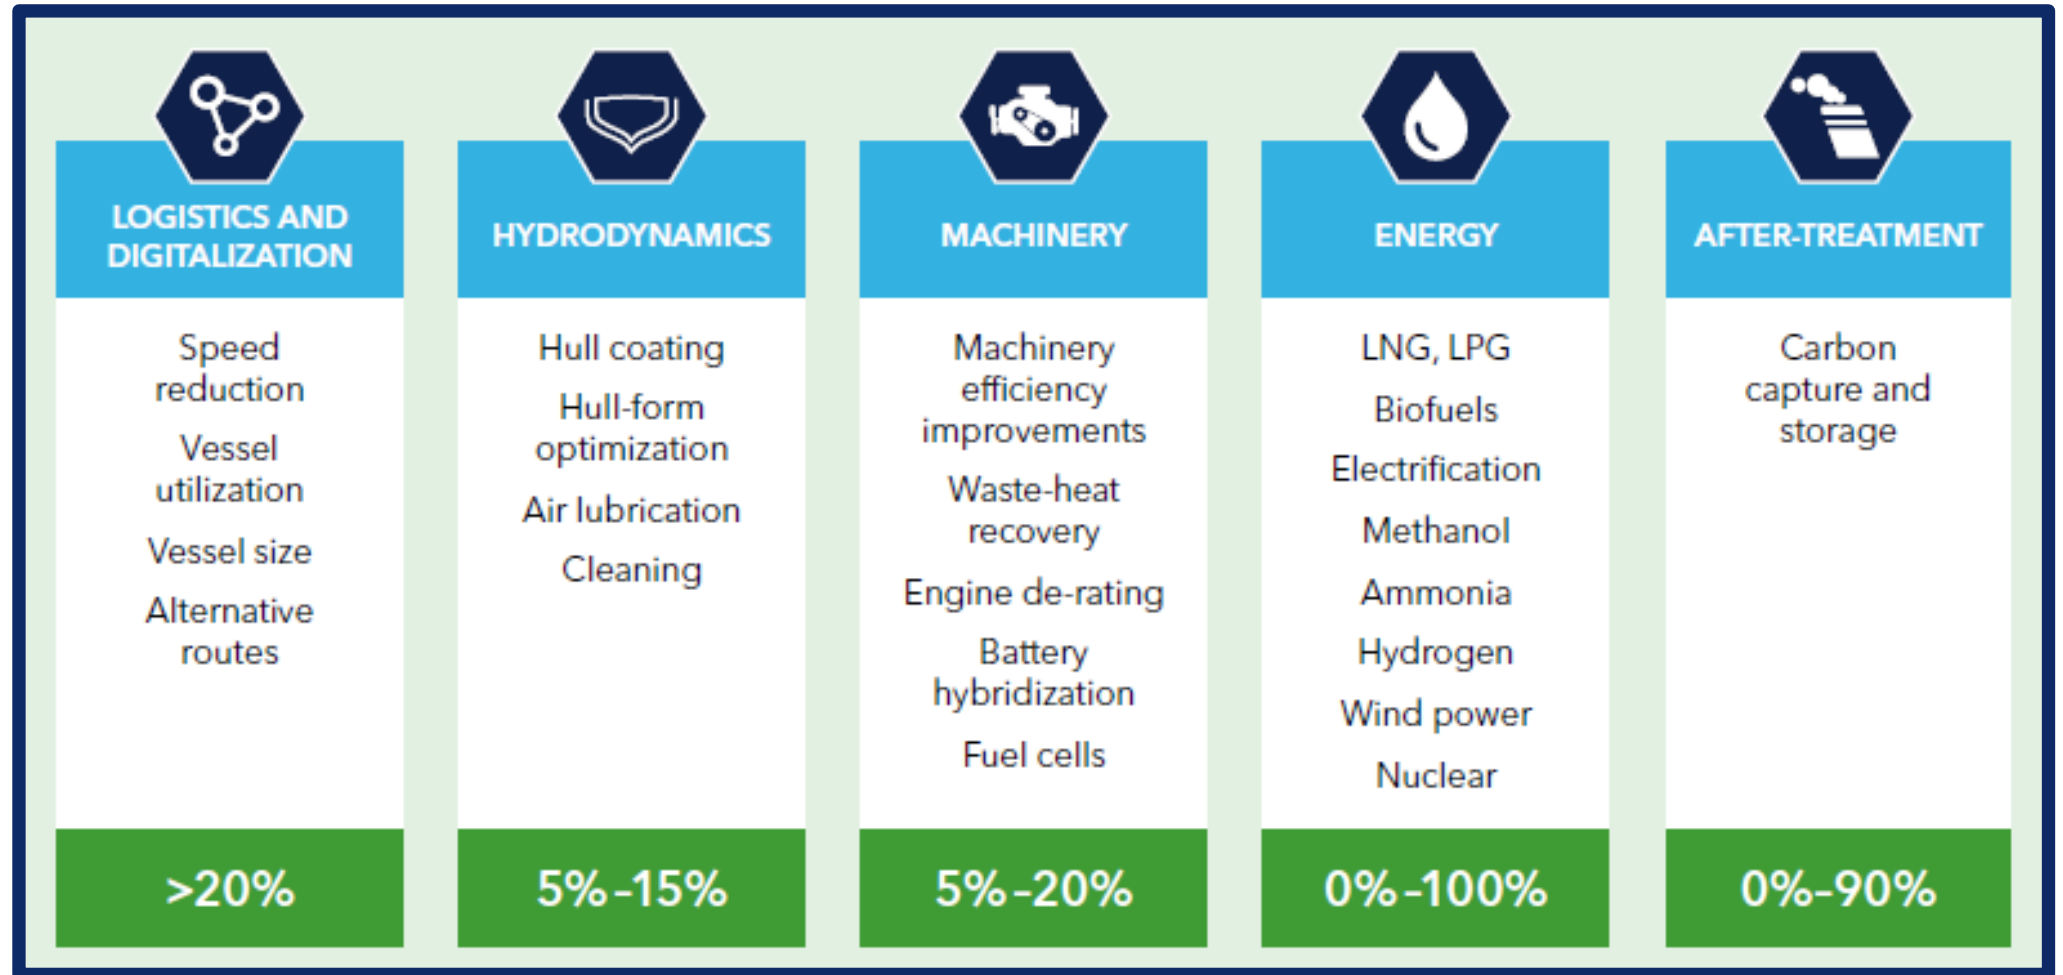 LOGISTICS AND
DIGITALIZATION
Speed
reduction
Vessel
utilization
Vessel size
Alternative
routes
>20%
HYDRODYNAMICS
Hull coating
Hull-form
optimization
Air lubrication
Cleaning
5%-15%
MACHINERY
Machinery
efficiency
improvements
Waste-heat
recovery
Engine de-rating
Battery
hybridization
Fuel cells
5%-20%
ENERGY
LNG, LPG
Biofuels
Electrification
Methanol
Ammonia
Hydrogen
Wind power
Nuclear
0%-100%
AFTER-TREATMENT
Carbon
capture and
storage
0%-90%